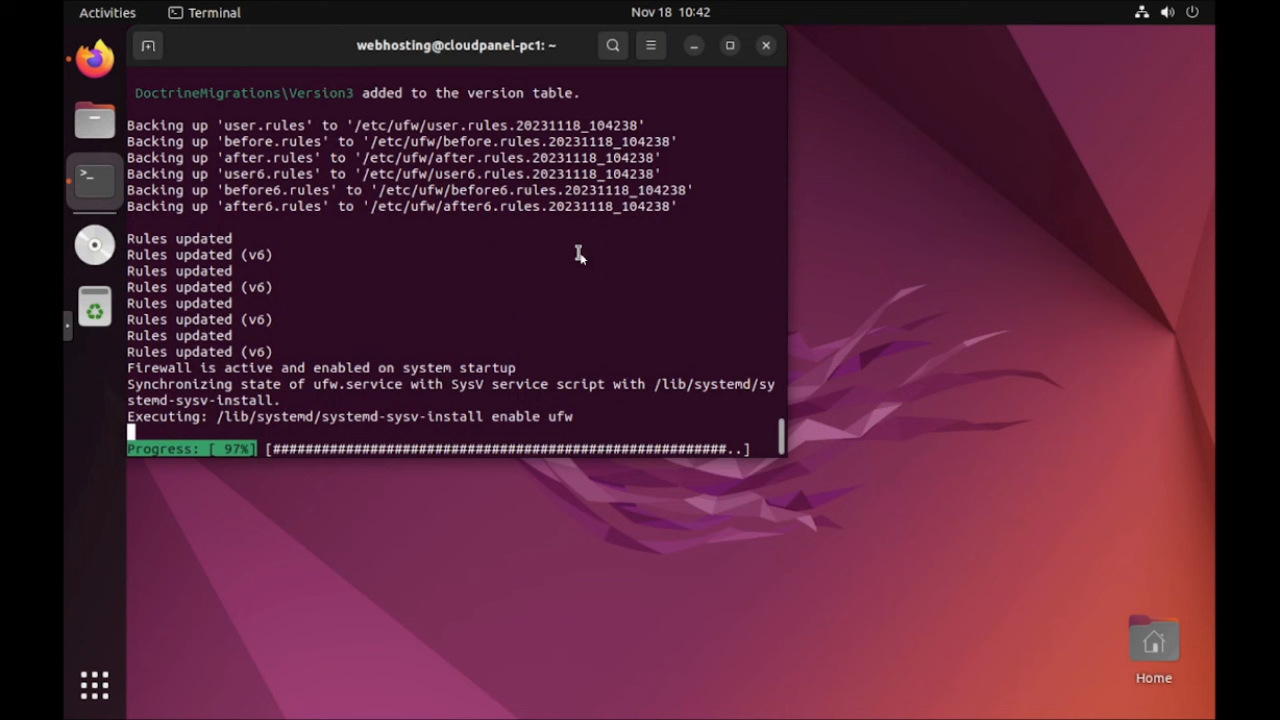 Activities
Terminal
Nov 18 10:42
webhosting@cloudpanel-pc1: ~
DoctrineMigrations\Version3 added to the version table.
Backing up 'user.rules' to '/etc/ufw/user.rules.20231118_104238'
Backing up 'before.rules' to '/etc/ufw/before.rules.20231118_104238'
Backing up 'after.rules' to '/etc/ufw/after.rules.20231118_104238'
Backing up 'user6.rules' to '/etc/ufw/user6.rules.20231118_104238'
Backing up 'before6.rules' to '/etc/ufw/before6.rules.20231118_104238'
Backing up 'after6.rules' to '/etc/ufw/after6.rules.20231118_104238'
Rules updated
Rules updated (v6)
Rules updated
Rules updated (v6)
Rules updated
Rules updated (v6)
Rules updated
Rules updated (v6)
Firewall is active and enabled on system startup
Synchronizing state of ufw.service with SysV service script with /lib/systemd/sy
stemd-sysv-install.
Executing: /lib/systemd/systemd-sysv-install enable ufw
Progress: [ 97%] [########################################################..]
Home